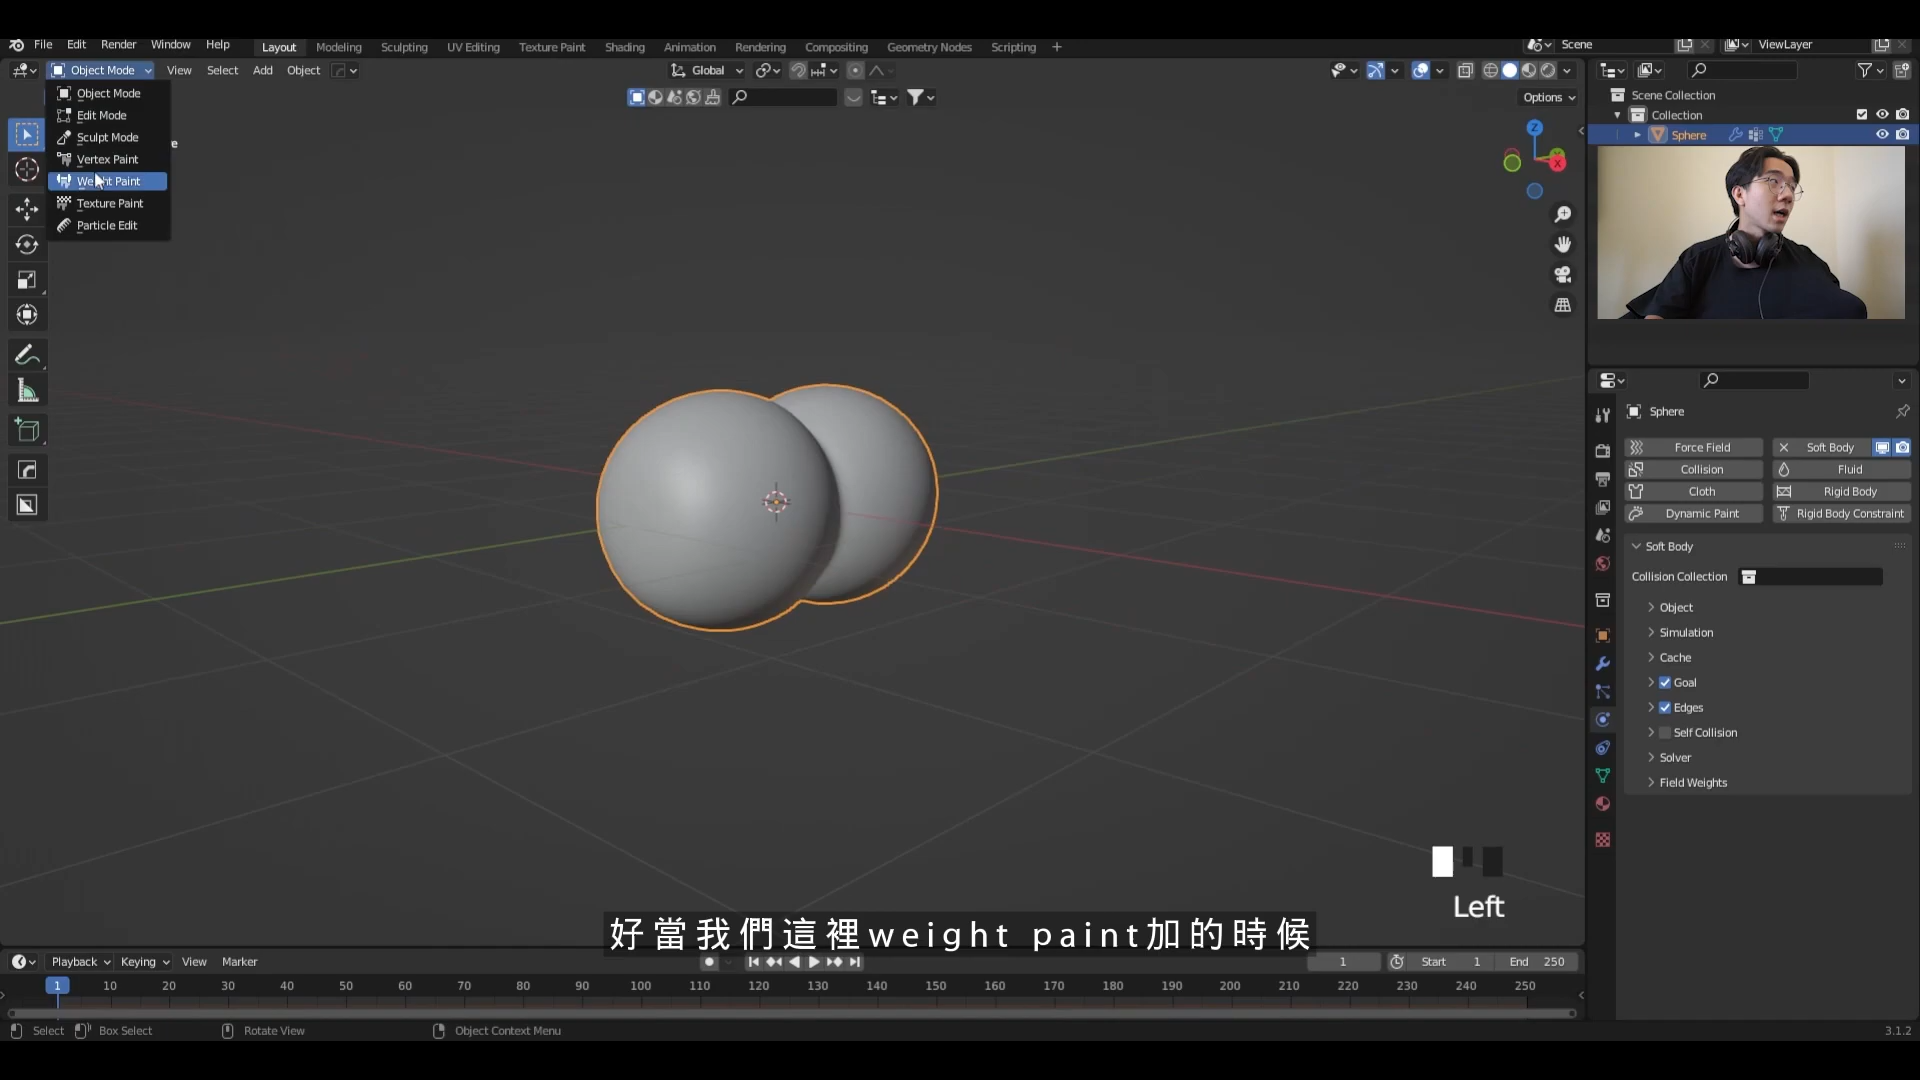 File Edit Render Window Help Layout Modeling Sculpting UV Editing Texture Paint Shading Animation Rendering Compositing Geometry Nodes Scripting + Scene ViewLayer
Object Mode View Select Add Object Global
Options
Object Mode
Edit Mode
Sculpt Mode
Vertex Paint
Weight Paint
Texture Paint
Particle Edit
Z
X
Scene Collection
Collection
Sphere
Sphere
Force Field Soft Body
Collision Fluid
Cloth Rigid Body
Dynamic Paint Rigid Body Constraint
Soft Body
Collision Collection
Object
Simulation
Cache
Goal
Edges
Self Collision
Solver
Field Weights
Left
好當我們這裡weight paint加的時候
Playback Keying View Marker 1 Start 1 End 250
1 10 20 30 40 50 60 70 80 90 100 110 120 130 140 150 160 170 180 190 200 210 220 230 240 250
Select Box Select Rotate View Object Context Menu 3.1.2